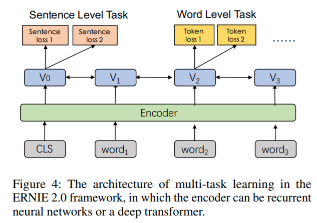 Sentence Level Task Word Level Task
Sentence loss 1 Sentence loss 2 Token loss 1 Token loss 2 ......
V0 V1 V2 V3
Encoder
CLS word1 word2 word3
Figure 4: The architecture of multi-task learning in the
ERNIE 2.0 framework, in which the encoder can be recurrent
neural networks or a deep transformer.